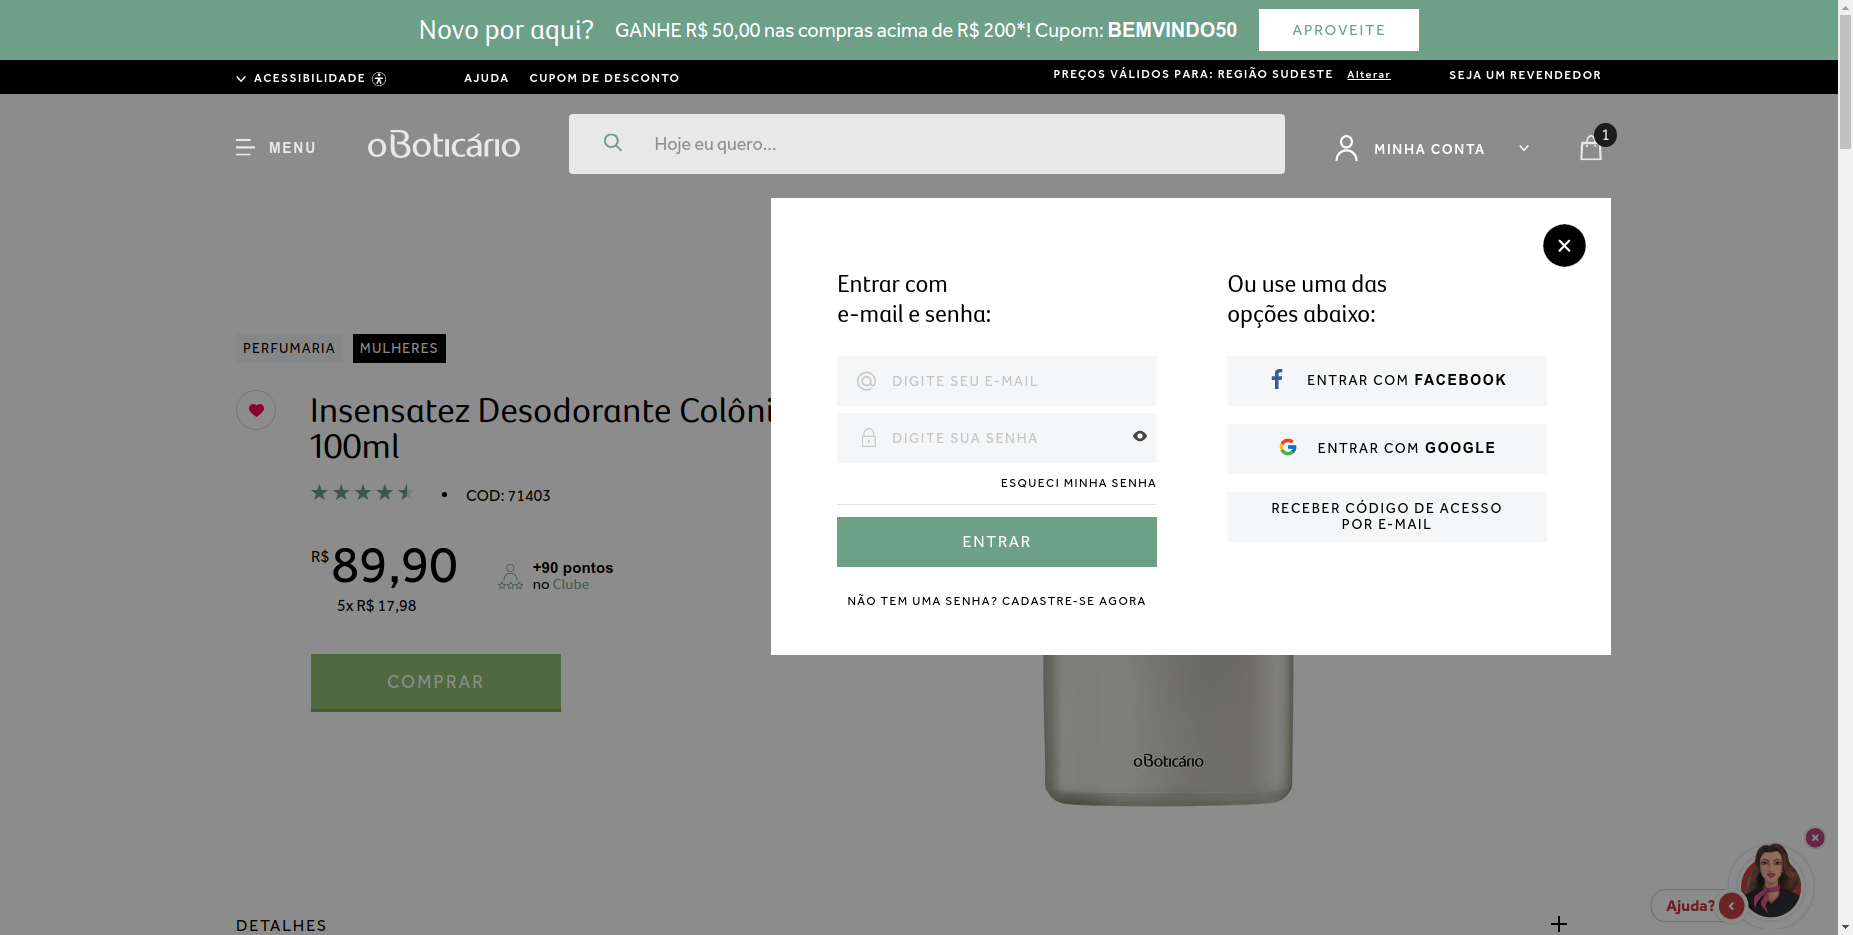 Novo por aqui? GANHE R$ 50,00 nas compras acima de R$ 200*! Cupom: BEMVINDO50 APROVEITE
ACESSIBILIDADE AJUDA CUPOM DE DESCONTO PREÇOS VÁLIDOS PARA: REGIÃO SUDESTE Alterar SEJA UM REVENDEDOR
MENU oBoticário Hoje eu quero... MINHA CONTA 1
Entrar com
e-mail e senha:
DIGITE SEU E-MAIL
DIGITE SUA SENHA
ESQUECI MINHA SENHA
ENTRAR
NÃO TEM UMA SENHA? CADASTRE-SE AGORA
Ou use uma das
opções abaixo:
ENTRAR COM FACEBOOK
ENTRAR COM GOOGLE
RECEBER CÓDIGO DE ACESSO
POR E-MAIL
PERFUMARIA MULHERES
Insensatez Desodorante Colôni
100ml
COD: 71403
R$ 89,90
5x R$ 17,98
+90 pontos
no Clube
COMPRAR
oBoticário
Ajuda?
DETALHES